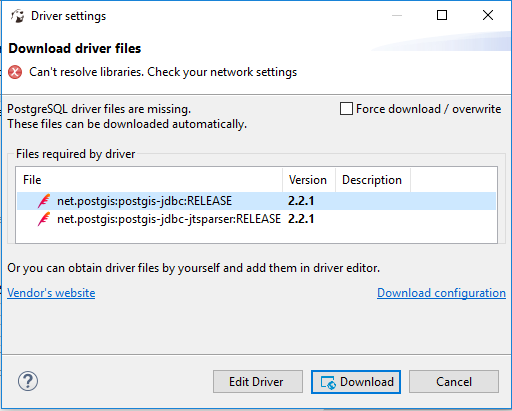 Driver settings
Download driver files
Can't resolve libraries. Check your network settings
PostgreSQL driver files are missing.
These files can be downloaded automatically.
Force download / overwrite
Files required by driver
File Version Description
net.postgis:postgis-jdbc:RELEASE 2.2.1
net.postgis:postgis-jdbc-jtsparser:RELEASE 2.2.1
Or you can obtain driver files by yourself and add them in driver editor.
Vendor's website Download configuration
? Edit Driver Download Cancel